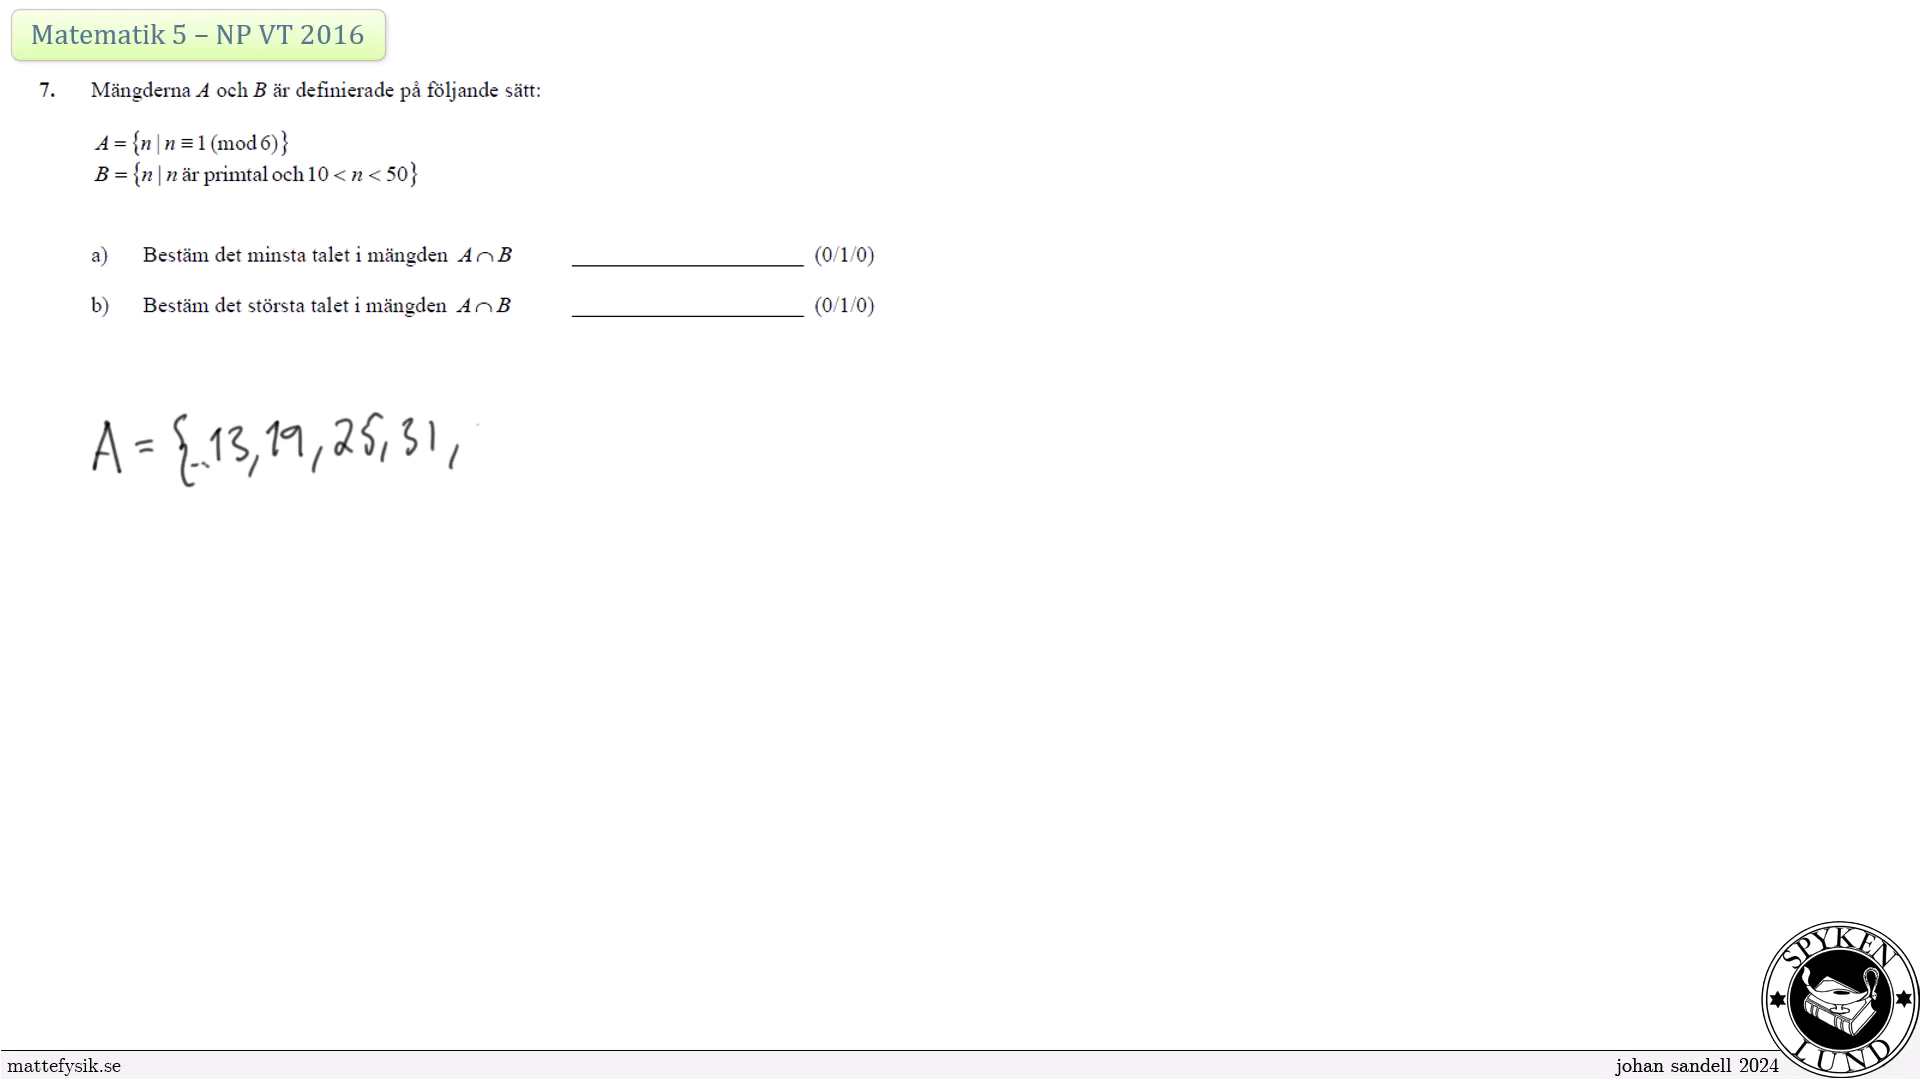 Matematik 5 – NP VT 2016
7. Mängderna A och B är definierade på följande sätt:
A = {n | n ≡ 1 (mod 6)}
B = {n | n är primtal och 10 < n < 50}
a) Bestäm det minsta talet i mängden A ∩ B ____________ (0/1/0)
b) Bestäm det största talet i mängden A ∩ B ____________ (0/1/0)
A = {...13, 19, 25, 31,
SPYKEN
LUND
mattefysik.se
johan sandell 2024